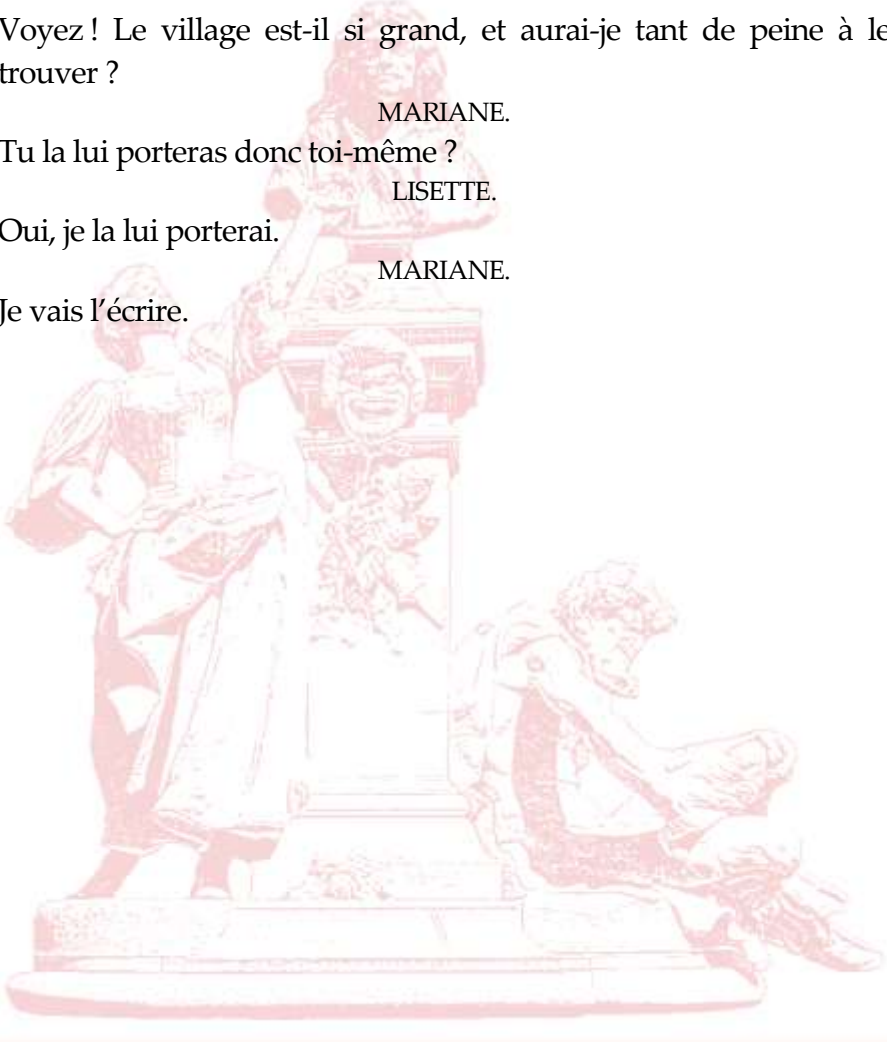 Voyez ! Le village est-il si grand, et aurai-je tant de peine à le
trouver ?
MARIANE.
Tu la lui porteras donc toi-même ?
LISETTE.
Oui, je la lui porterai.
MARIANE.
Je vais l’écrire.